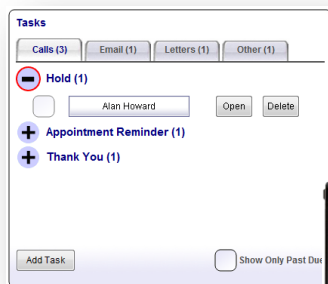 Tasks
Calls (3) Email (1) Letters (1) Other (1)
Hold (1)
Alan Howard Open Delete
Appointment Reminder (1)
Thank You (1)
Add Task Show Only Past Due